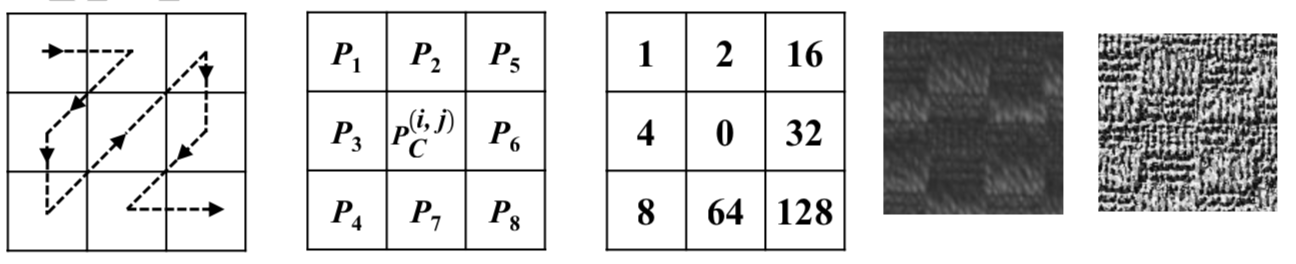 P₁ P₂ P₅
P₃ P_C^(i, j) P₆
P₄ P₇ P₈
1 2 16
4 0 32
8 64 128